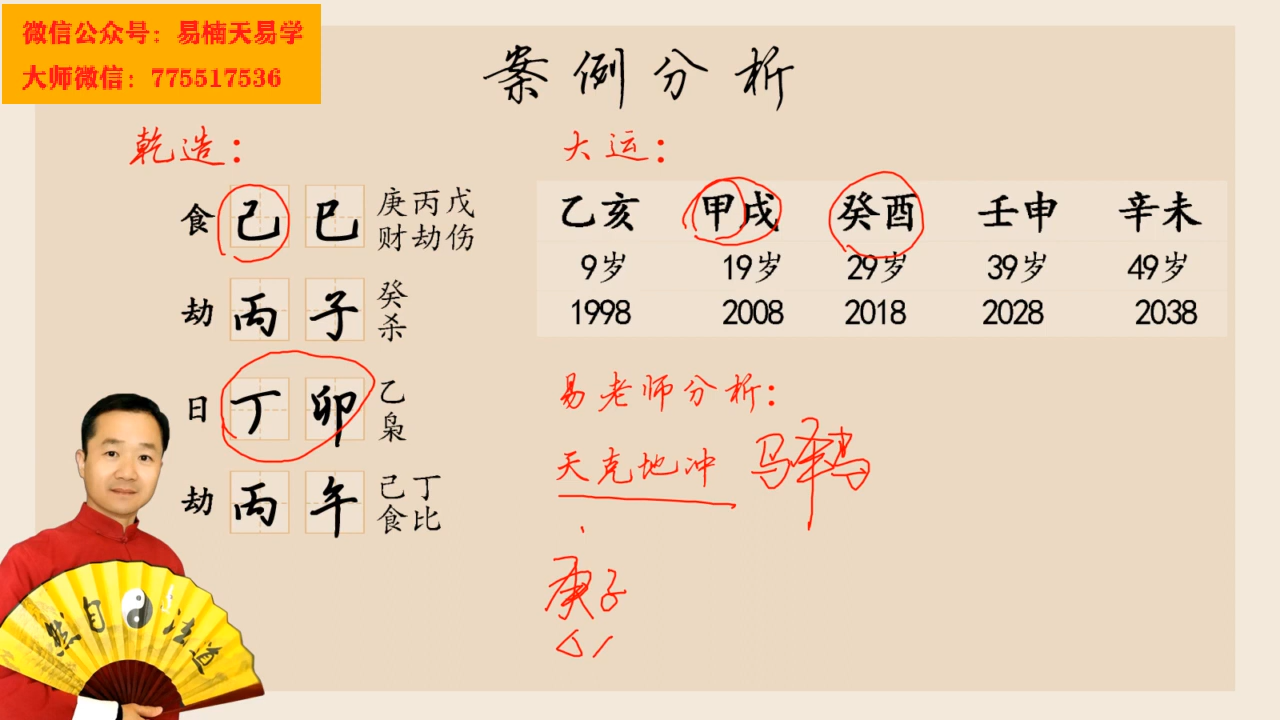 微信公众号：易楠天易学
大师微信：775517536
案例分析
乾造：
食 己 巳 庚丙戊
财劫伤
劫 丙 子 癸
杀
日 丁 卯 乙
枭
劫 丙 午 己丁
食比
大运：
乙亥 甲戌 癸酉 壬申 辛未
9岁 19岁 29岁 39岁 49岁
1998 2008 2018 2028 2038
易老师分析：
天克地冲 马
庚子
道法自然